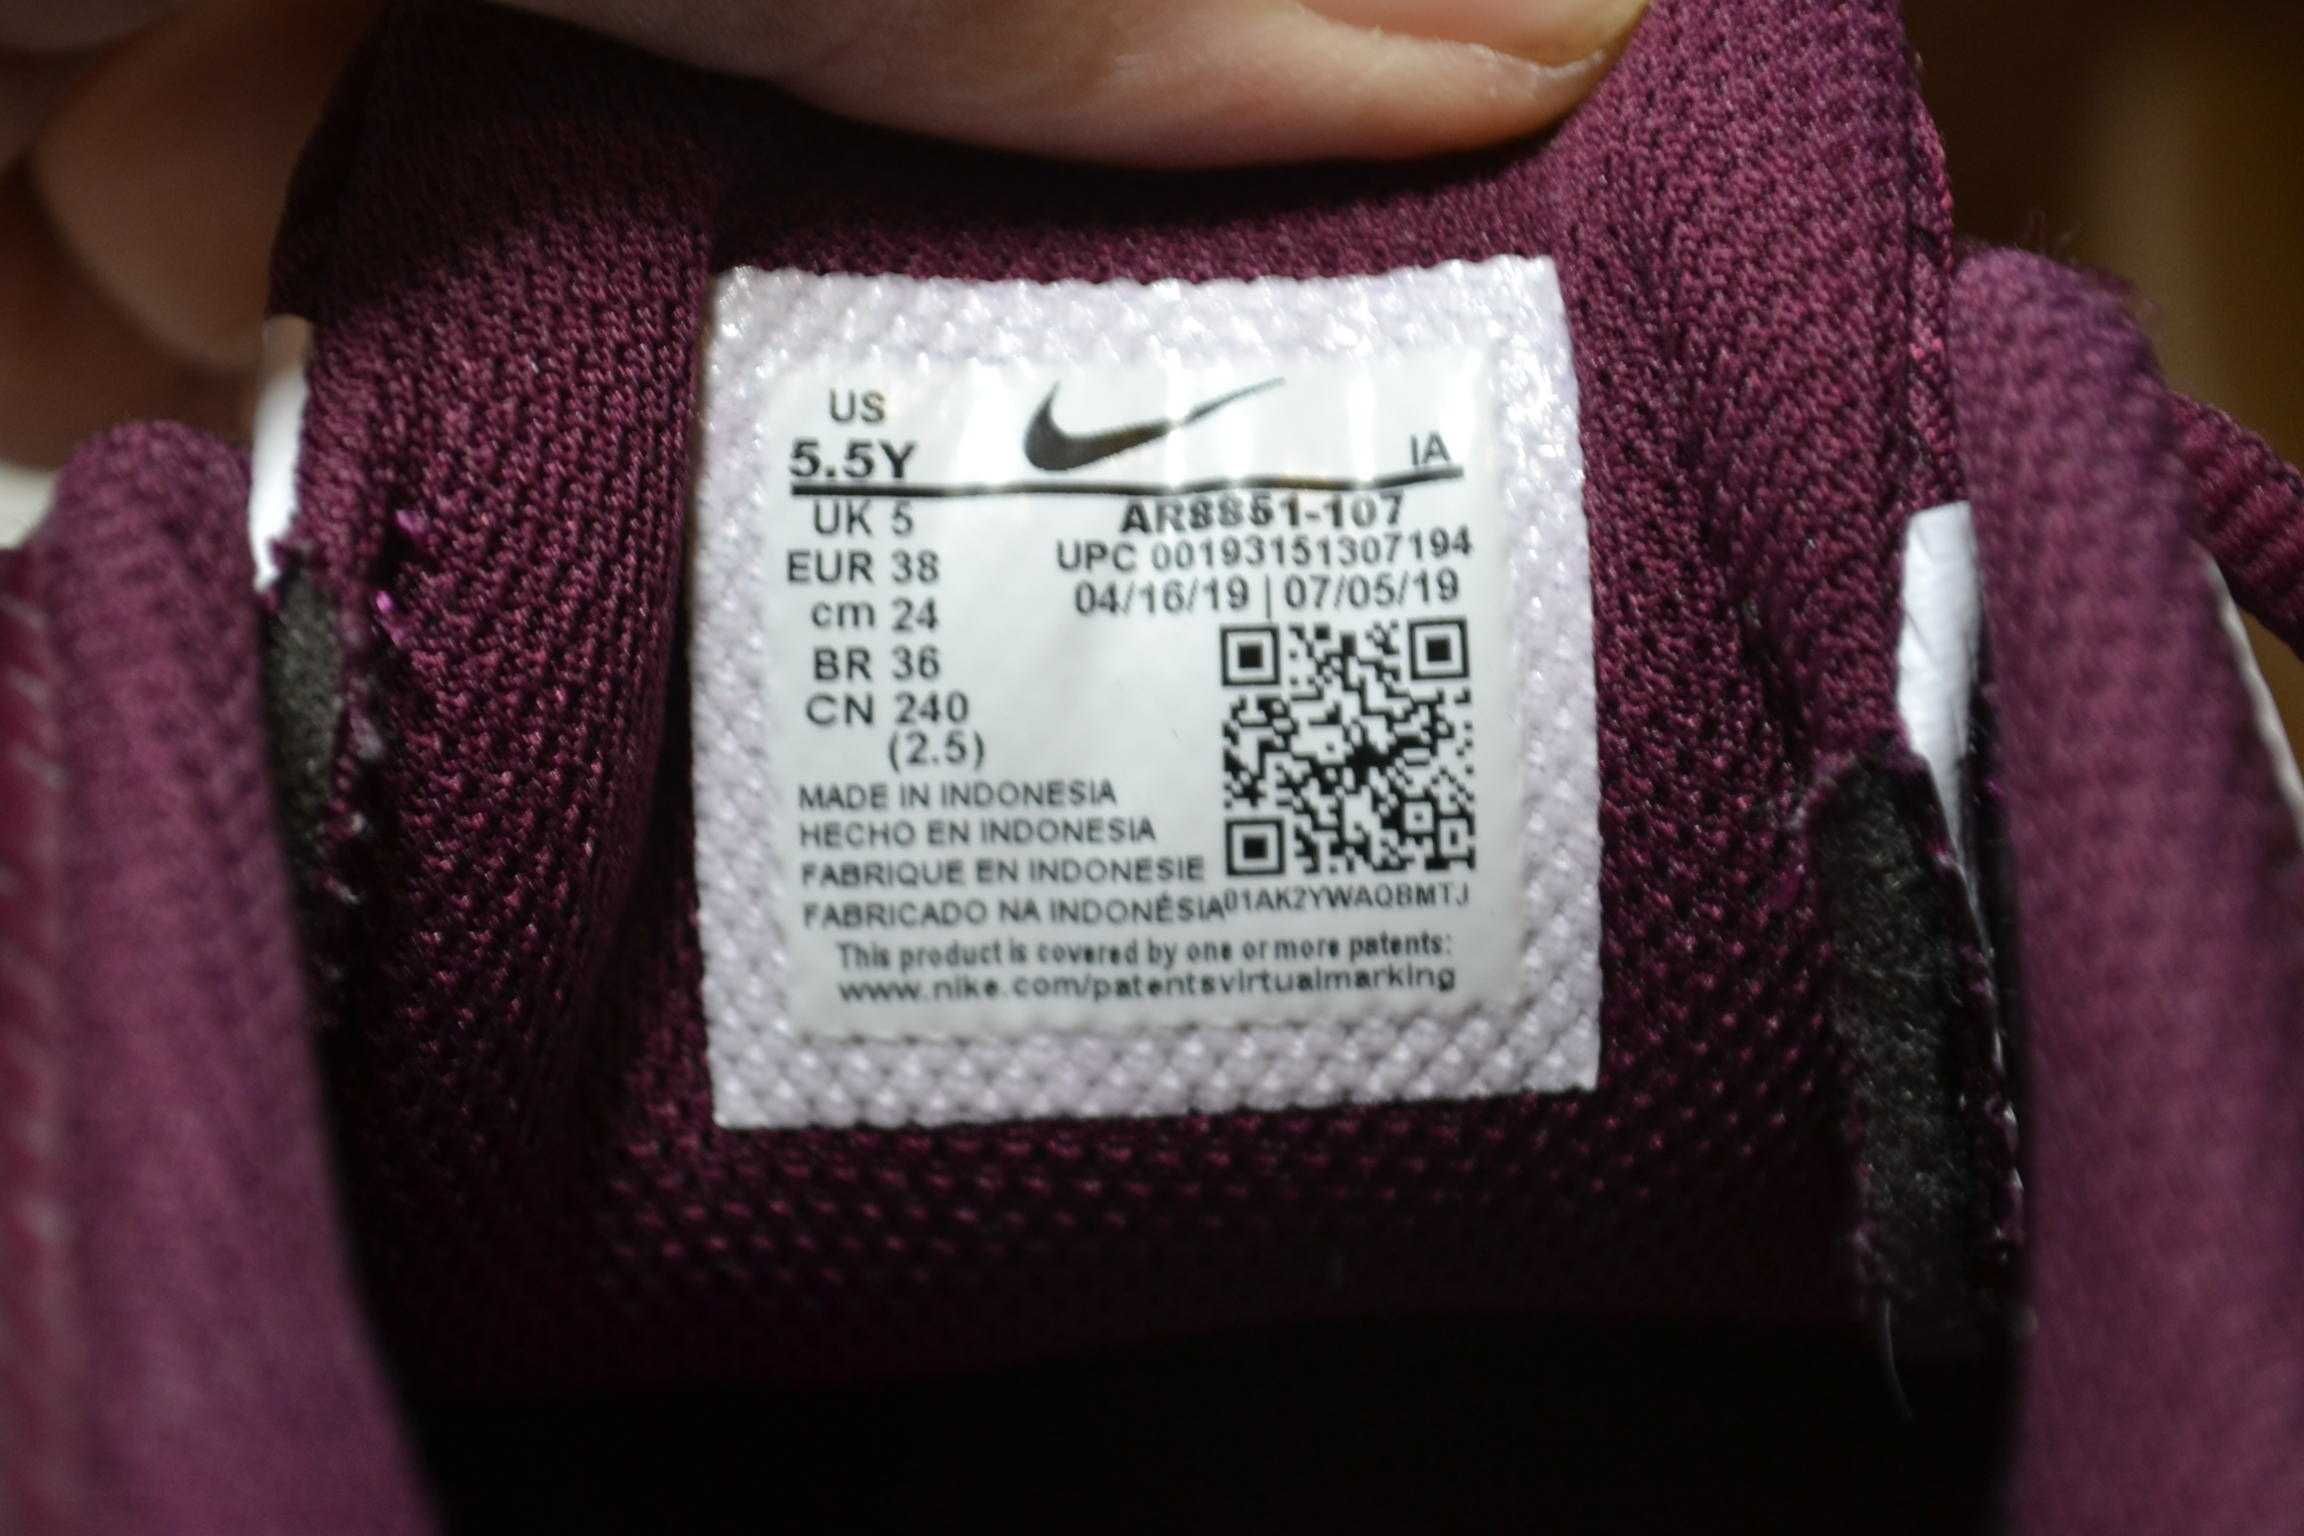 US
5.5Y
IA
UK 5
EUR 38
cm 24
BR 36
CN 240
(2.5)
AR8851-107
UPC 00193151307194
04/16/19 | 07/05/19
MADE IN INDONESIA
HECHO EN INDONESIA
FABRIQUE EN INDONESIE
FABRICADO NA INDONÉSIA
01AK2YWAQBMTJ
This product is covered by one or more patents:
www.nike.com/patentsvirtualmarking